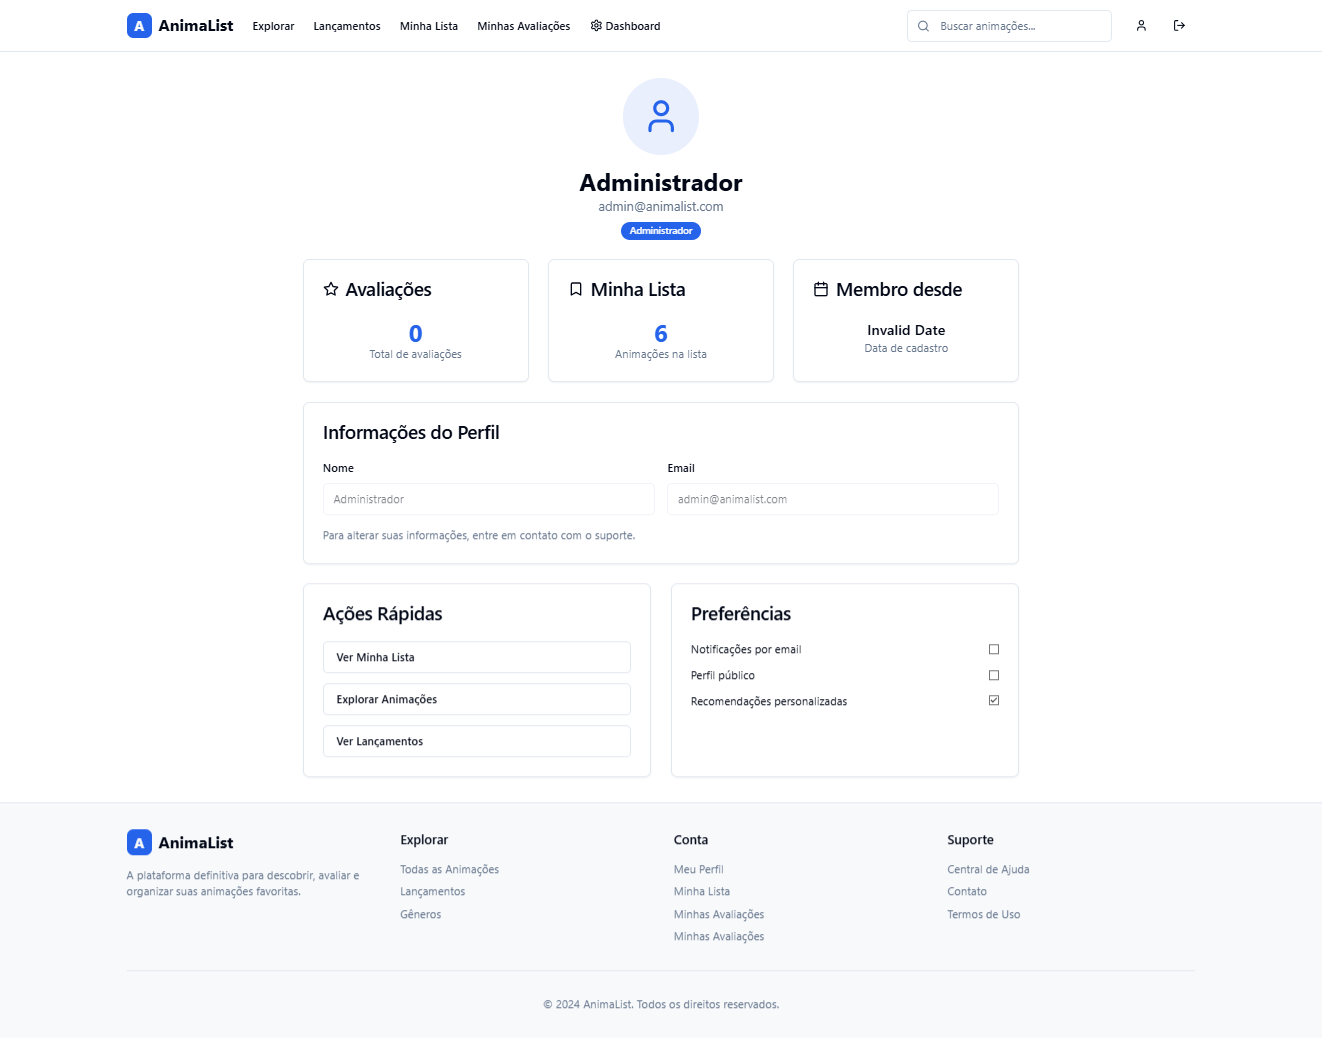 A AnimaList Explorar Lançamentos Minha Lista Minhas Avaliações Dashboard Buscar animações...
Administrador
admin@animalist.com
Administrador
Avaliações
0
Total de avaliações
Minha Lista
6
Animações na lista
Membro desde
Invalid Date
Data de cadastro
Informações do Perfil
Nome
Administrador
Email
admin@animalist.com
Para alterar suas informações, entre em contato com o suporte.
Ações Rápidas
Ver Minha Lista
Explorar Animações
Ver Lançamentos
Preferências
Notificações por email
Perfil público
Recomendações personalizadas
A AnimaList
A plataforma definitiva para descobrir, avaliar e
organizar suas animações favoritas.
Explorar
Todas as Animações
Lançamentos
Gêneros
Conta
Meu Perfil
Minha Lista
Minhas Avaliações
Minhas Avaliações
Suporte
Central de Ajuda
Contato
Termos de Uso
© 2024 AnimaList. Todos os direitos reservados.